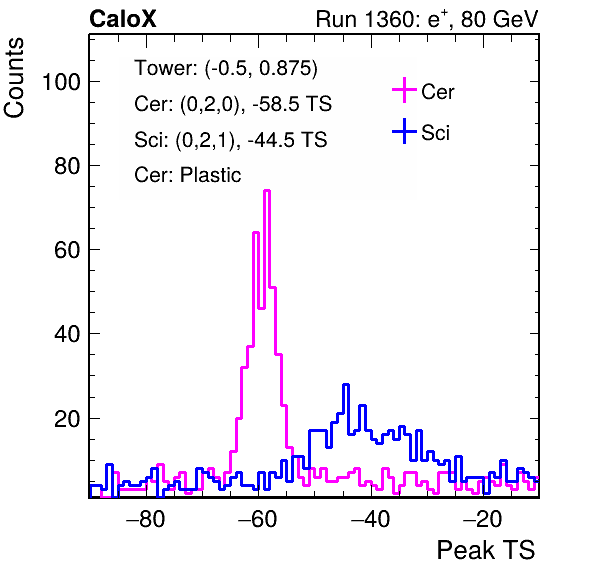 CaloX Run 1360: e⁺, 80 GeV
Counts
Tower: (-0.5, 0.875)
Cer: (0,2,0), -58.5 TS
Sci: (0,2,1), -44.5 TS
Cer: Plastic
Cer
Sci
100
80
60
40
20
−80 −60 −40 −20
Peak TS